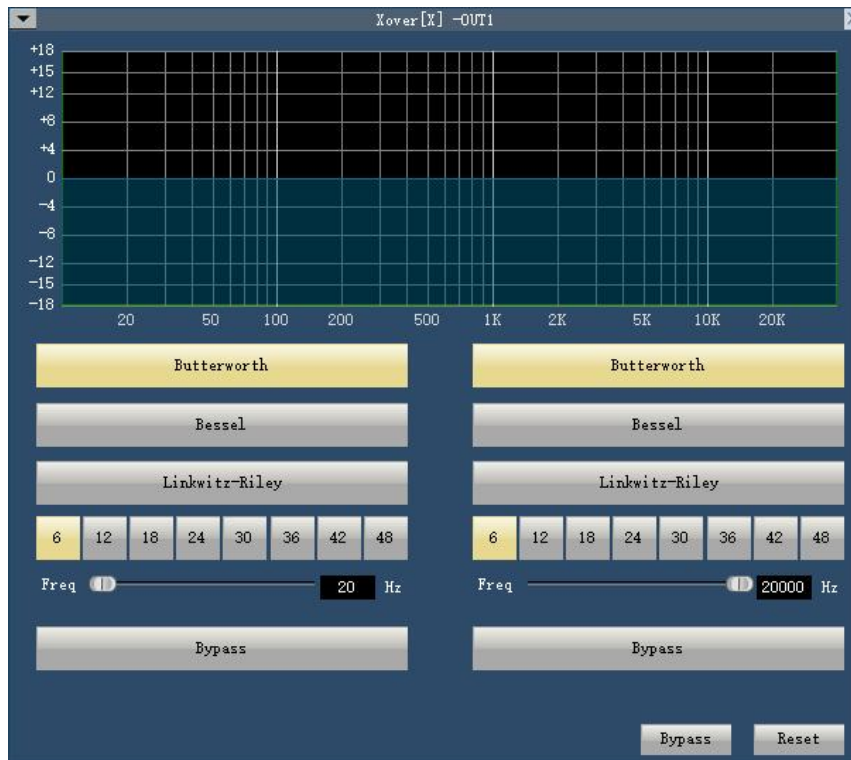 Xover[X] -OUT1
+18
+15
+12
+8
+4
0
-4
-8
-12
-15
-18
20 50 100 200 500 1K 2K 5K 10K 20K
Butterworth Butterworth
Bessel Bessel
Linkwitz-Riley Linkwitz-Riley
6 12 18 24 30 36 42 48 6 12 18 24 30 36 42 48
Freq 20 Hz Freq 20000 Hz
Bypass Bypass
Bypass Reset